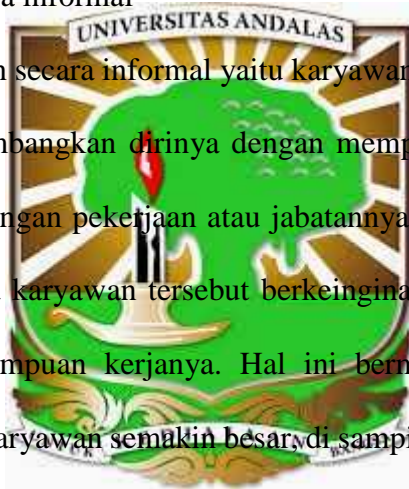 a informal
UNIVERSITAS ANDALAS
n secara informal yaitu karyawan
mbangkan dirinya dengan memp
ngan pekerjaan atau jabatannya.
karyawan tersebut berkeingina
mpuan kerjanya. Hal ini bern
aryawan semakin besar, di sampi